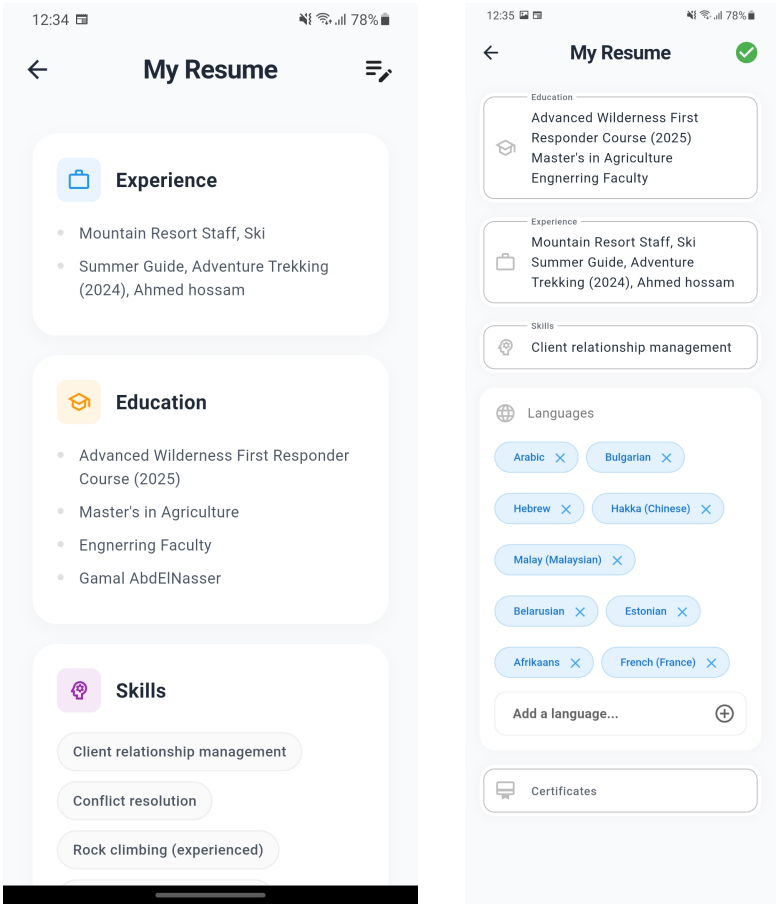 12:34
78%
My Resume
Experience
Mountain Resort Staff, Ski
Summer Guide, Adventure Trekking
(2024), Ahmed hossam
Education
Advanced Wilderness First Responder
Course (2025)
Master's in Agriculture
Engnerring Faculty
Gamal AbdElNasser
Skills
Client relationship management
Conflict resolution
Rock climbing (experienced)
12:35
78%
My Resume
Education
Advanced Wilderness First
Responder Course (2025)
Master's in Agriculture
Engnerring Faculty
Experience
Mountain Resort Staff, Ski
Summer Guide, Adventure
Trekking (2024), Ahmed hossam
Skills
Client relationship management
Languages
Arabic
Bulgarian
Hebrew
Hakka (Chinese)
Malay (Malaysian)
Belarusian
Estonian
Afrikaans
French (France)
Add a language...
Certificates